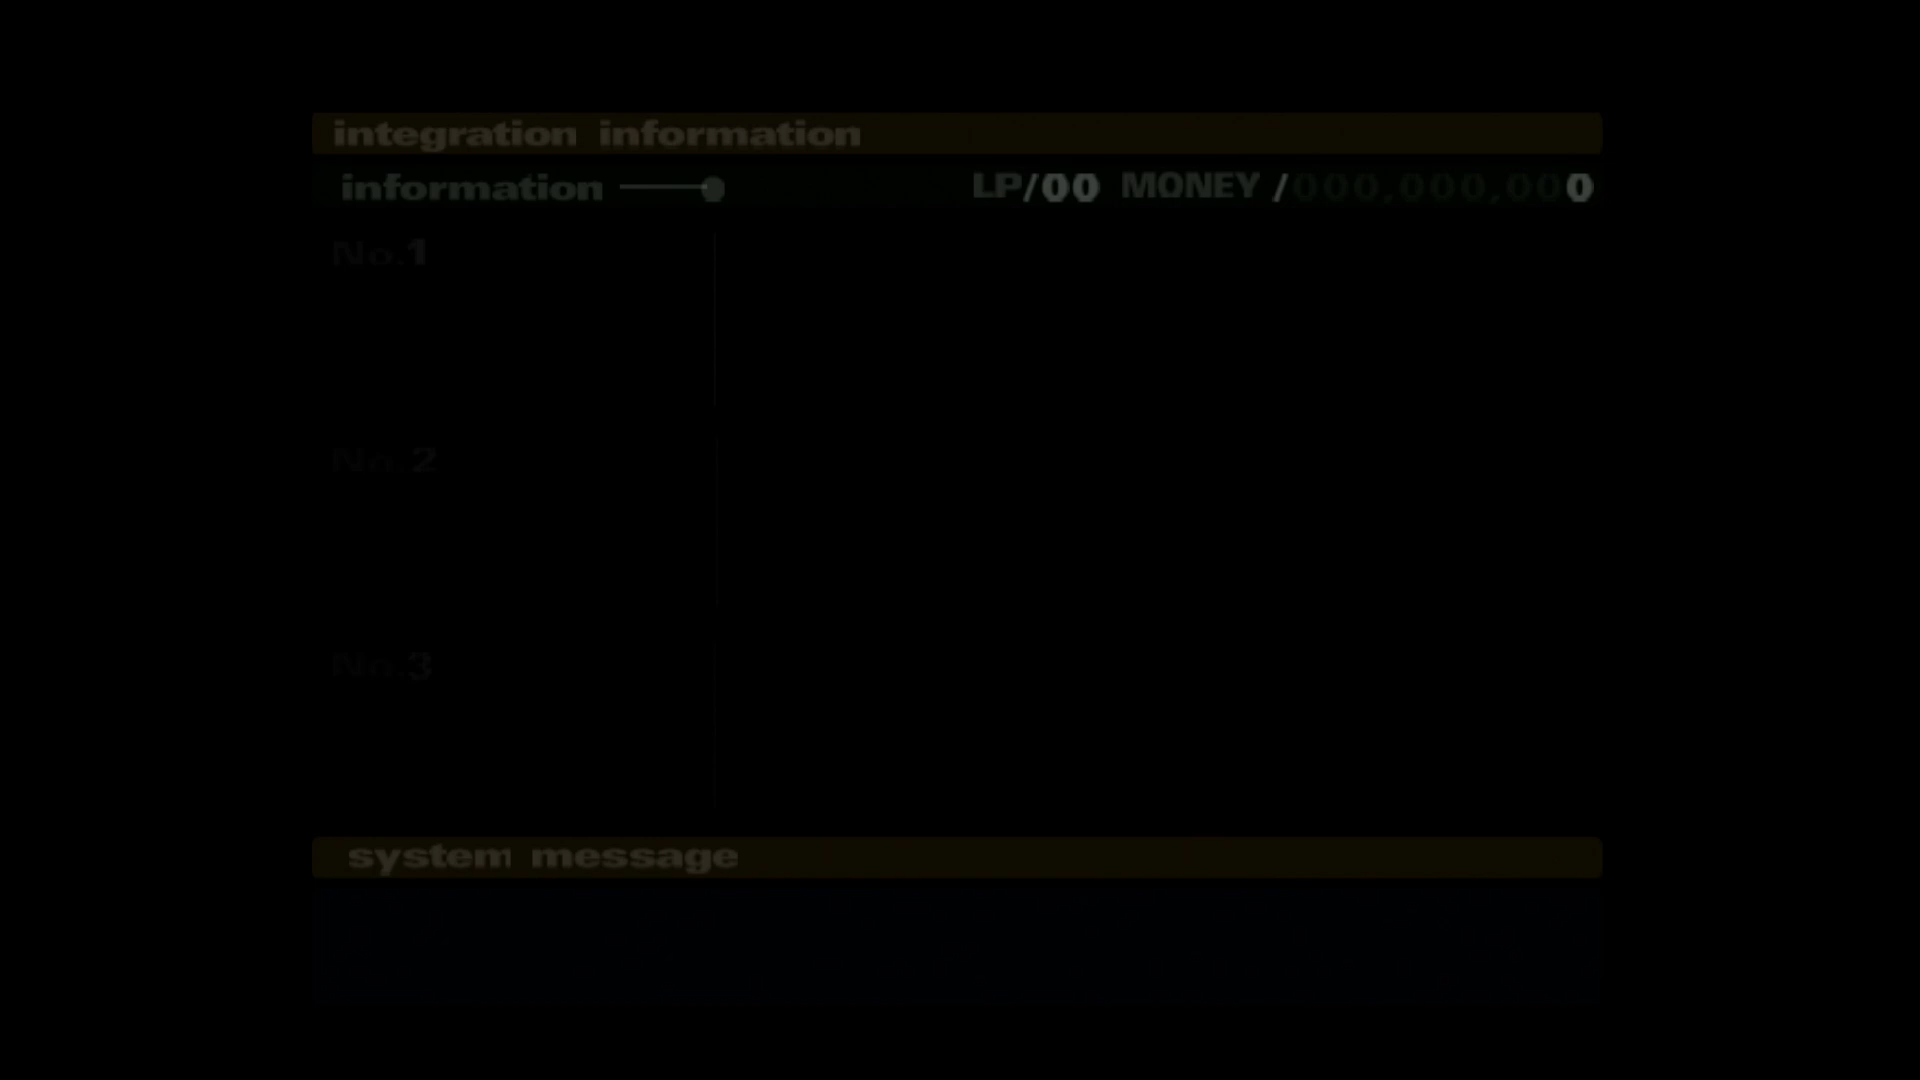 integration information
information LP/00 MONEY /000,000,000
No.1
No.2
No.3
system message